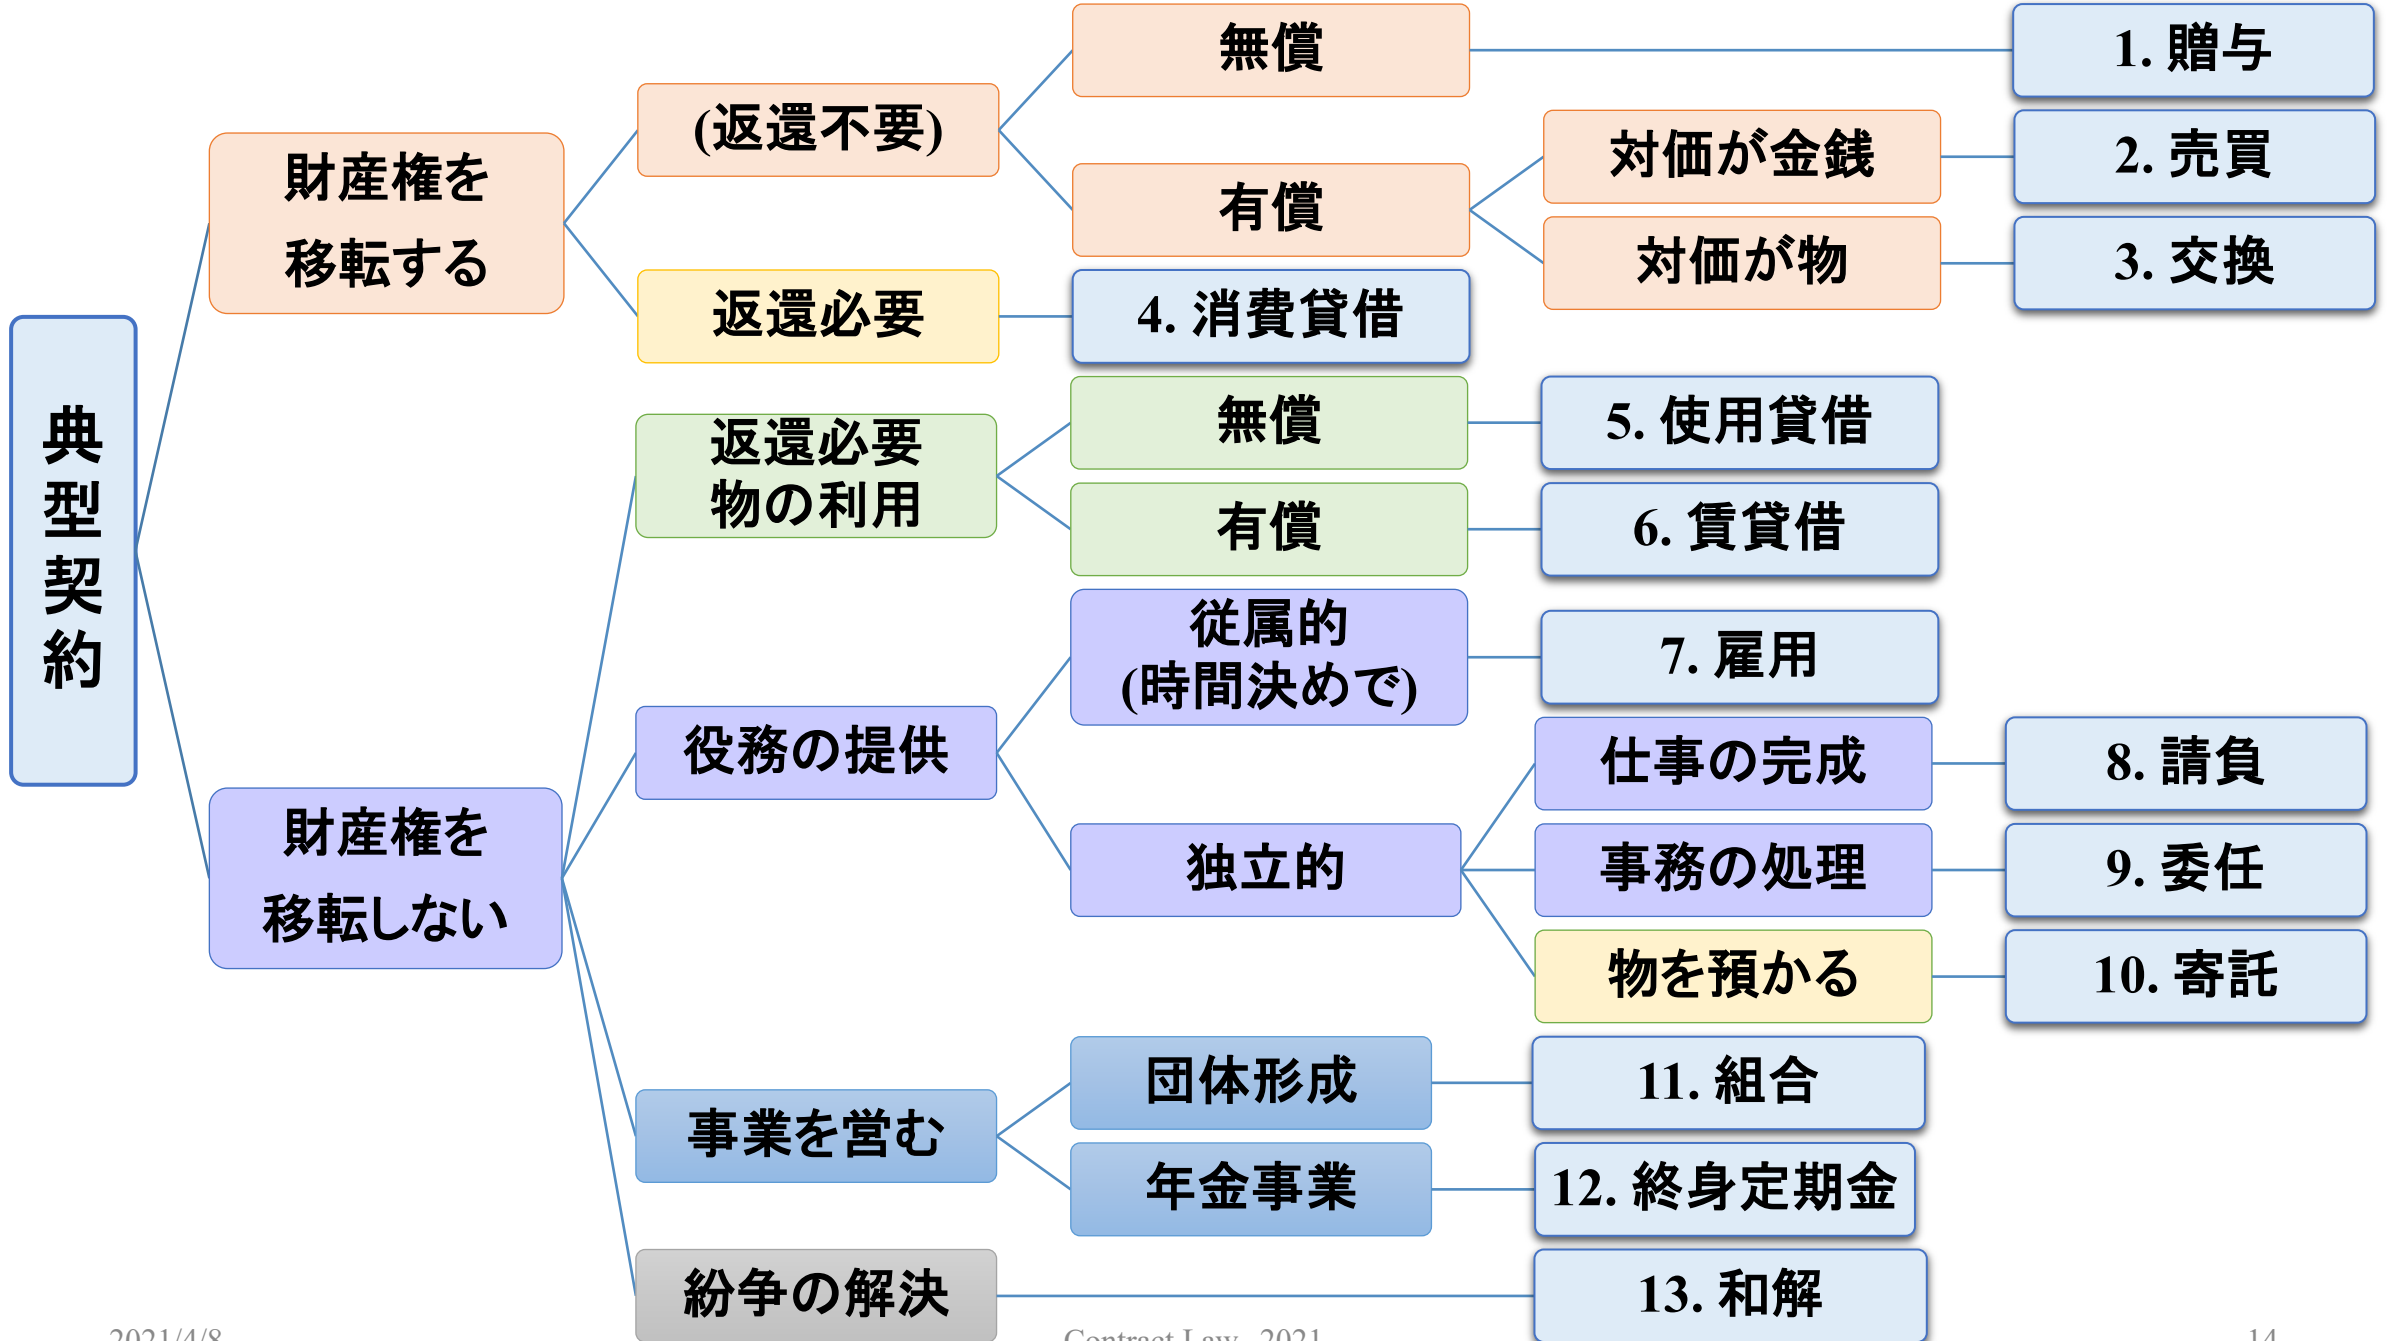 典
型
契
約
財産権を
移転する
(返還不要)
無償
1. 贈与
有償
対価が金銭
2. 売買
対価が物
3. 交換
返還必要
4. 消費貸借
財産権を
移転しない
返還必要
物の利用
無償
5. 使用貸借
有償
6. 賃貸借
役務の提供
従属的
(時間決めで)
7. 雇用
独立的
仕事の完成
8. 請負
事務の処理
9. 委任
物を預かる
10. 寄託
事業を営む
団体形成
11. 組合
年金事業
12. 終身定期金
紛争の解決
13. 和解
2021/4/8
Contract Law_2021
14